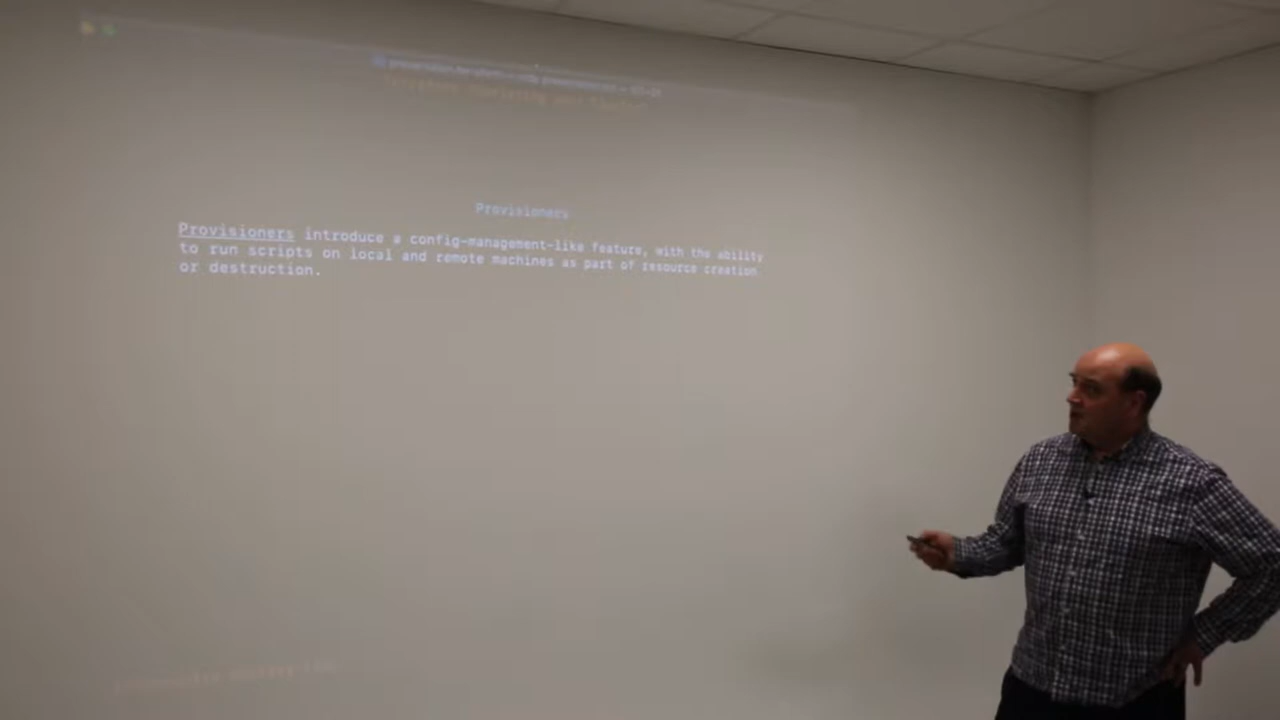 Provisioners
Provisioners introduce a config-management-like feature, with the ability
to run scripts on local and remote machines as part of resource creation
or destruction.